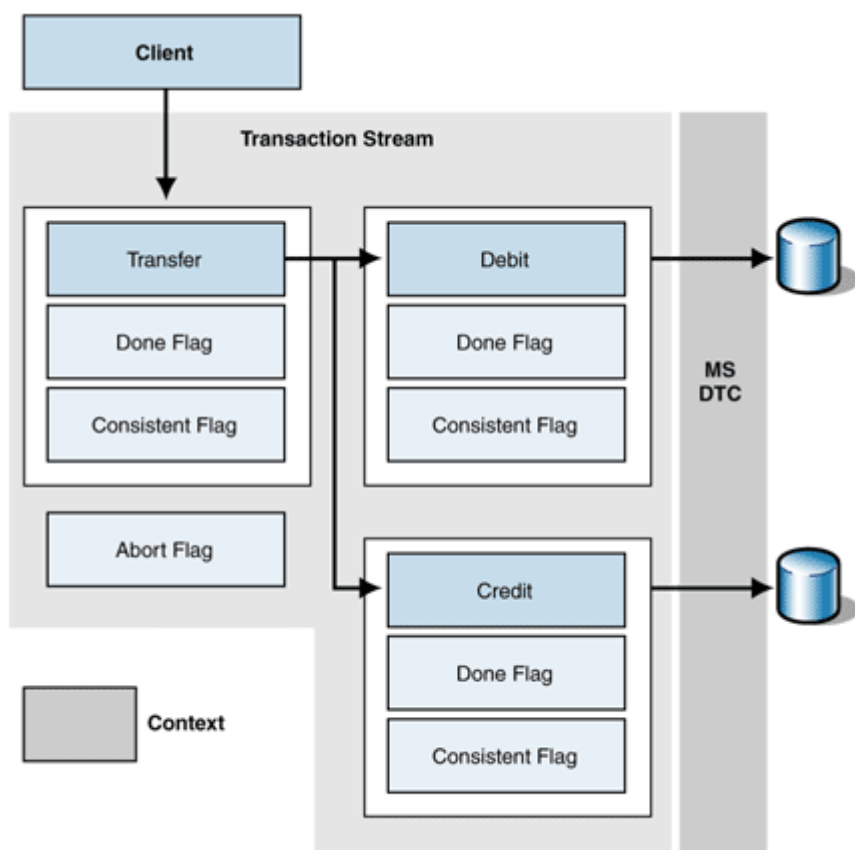 Client
Transaction Stream
Transfer
Done Flag
Consistent Flag
Abort Flag
Debit
Done Flag
Consistent Flag
Credit
Done Flag
Consistent Flag
MS
DTC
Context